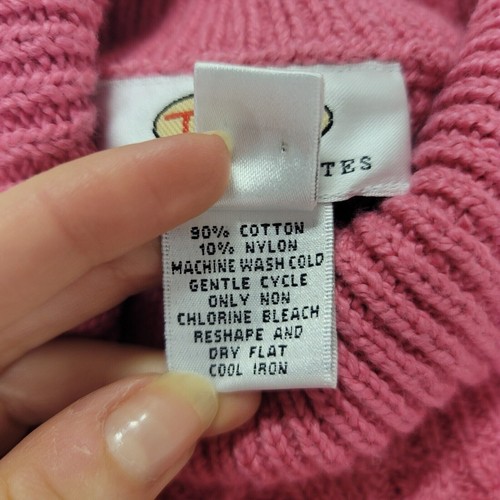 T
TES
90% COTTON
10% NYLON
MACHINE WASH COLD
GENTLE CYCLE
ONLY NON
CHLORINE BLEACH
RESHAPE AND
DRY FLAT
COOL IRON